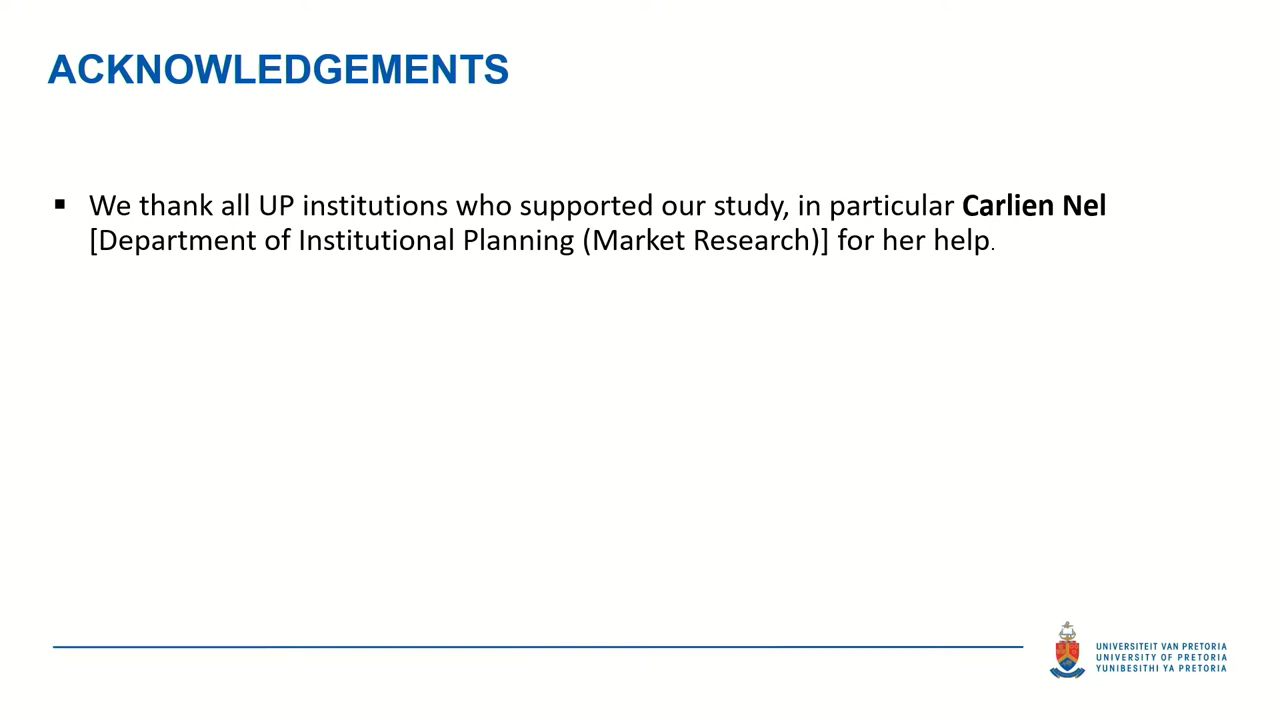 ACKNOWLEDGEMENTS
▪ We thank all UP institutions who supported our study, in particular Carlien Nel
[Department of Institutional Planning (Market Research)] for her help.
UNIVERSITEIT VAN PRETORIA
UNIVERSITY OF PRETORIA
YUNIBESITHI YA PRETORIA